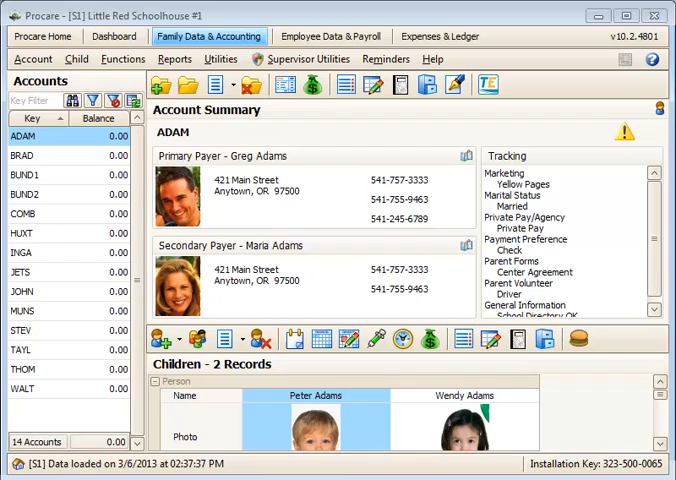 Procare - [S1] Little Red Schoolhouse #1
Procare Home Dashboard Family Data & Accounting Employee Data & Payroll Expenses & Ledger v10.2.4801
Account Child Functions Reports Utilities Supervisor Utilities Reminders Help
Accounts
Key Filter
Key Balance
ADAM 0.00
BRAD 0.00
BUND1 0.00
BUND2 0.00
COMB 0.00
HUXT 0.00
INGA 0.00
JETS 0.00
JOHN 0.00
MUNS 0.00
STEV 0.00
TAYL 0.00
THOM 0.00
WALT 0.00
14 Accounts 0.00
TE
Account Summary
ADAM
Primary Payer - Greg Adams
421 Main Street 541-757-3333
Anytown, OR 97500
541-755-9463
541-245-6789
Secondary Payer - Maria Adams
421 Main Street 541-757-3333
Anytown, OR 97500
541-755-9463
Tracking
Marketing
Yellow Pages
Marital Status
Married
Private Pay/Agency
Private Pay
Payment Preference
Check
Parent Forms
Center Agreement
Parent Volunteer
Driver
General Information
School Directory OK
Children - 2 Records
Person
Name Peter Adams Wendy Adams
Photo
[S1] Data loaded on 3/6/2013 at 02:37:37 PM Installation Key: 323-500-0065